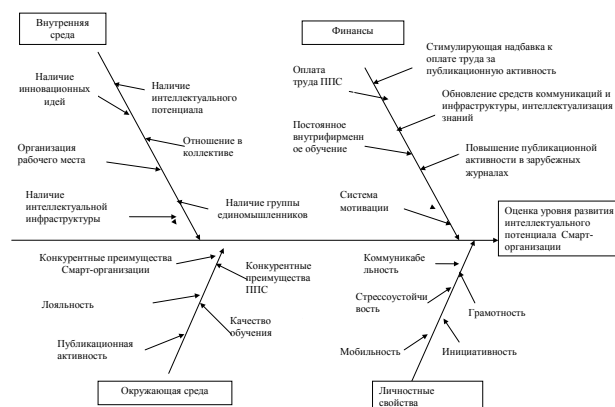 Внутренняя
среда
Финансы
Наличие
инновационных
идей
Наличие
интеллектуального
потенциала
Организация
рабочего места
Отношение в
коллективе
Наличие
интеллектуальной
инфраструктуры
Наличие группы
единомышленников
Оплата
труда ППС
Стимулирующая надбавка к
оплате труда за
публикационную активность
Обновление средств коммуникаций и
инфраструктуры, интеллектуализация
знаний
Постоянное
внутрифирменн
ое обучение
Повышение публикационной
активности в зарубежных
журналах
Система
мотивации
Оценка уровня развития
интеллектуального
потенциала Смарт-
организации
Конкурентные преимущества
Смарт-организации
Конкурентные
преимущества
ППС
Лояльность
Качество
обучения
Публикационная
активность
Коммуникабе
льность
Стрессоустойчи
вость
Грамотность
Мобильность
Инициативность
Окружающая среда
Личностные
свойства